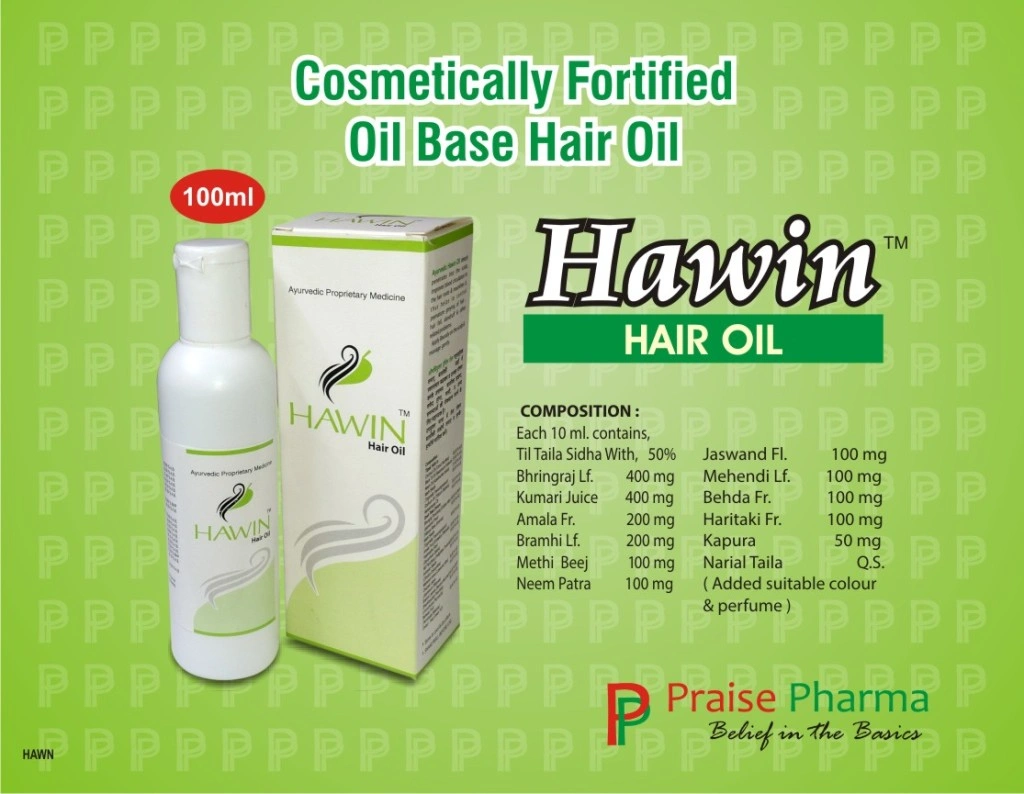 Cosmetically Fortified
Oil Base Hair Oil
100ml
HAWIN
Ayurvedic Proprietary Medicine
HAWIN TM
Hair Oil
Ayurvedic Proprietary Medicine
HAWIN TM
Hair Oil
Hawin TM
HAIR OIL
COMPOSITION :
Each 10 ml. contains,
Til Taila Sidha With, 50%
Bhringraj Lf. 400 mg
Kumari Juice 400 mg
Amala Fr. 200 mg
Bramhi Lf. 200 mg
Methi Beej 100 mg
Neem Patra 100 mg
Jaswand Fl. 100 mg
Mehendi Lf. 100 mg
Behda Fr. 100 mg
Haritaki Fr. 100 mg
Kapura 50 mg
Narial Taila Q.S.
( Added suitable colour
& perfume )
PP Praise Pharma
Belief in the Basics
HAWN